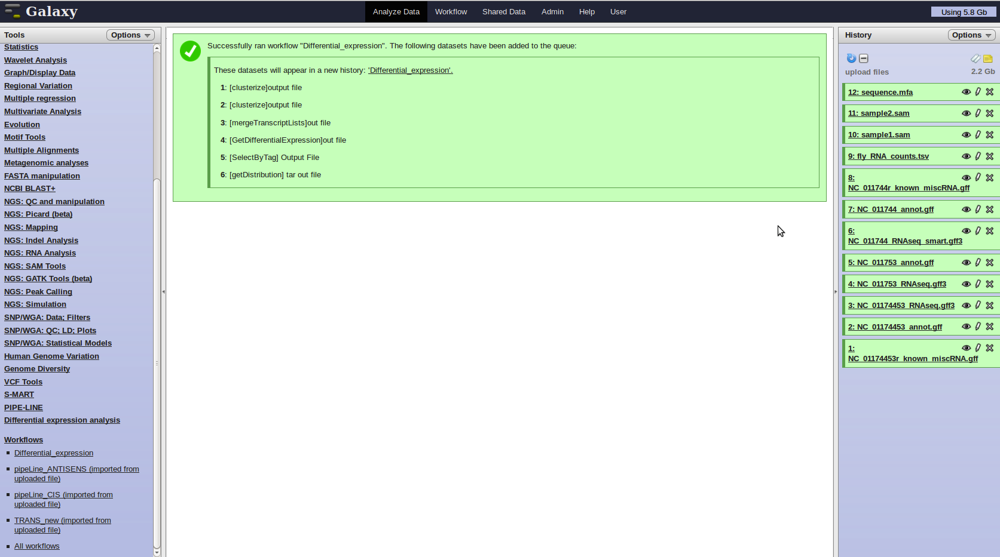 Galaxy
Analyze Data
Workflow
Shared Data
Admin
Help
User
Using 5.8 Gb
Tools
Options
Statistics
Wavelet Analysis
Graph/Display Data
Regional Variation
Multiple regression
Multivariate Analysis
Evolution
Motif Tools
Multiple Alignments
Metagenomic analyses
FASTA manipulation
NCBI BLAST+
NGS: QC and manipulation
NGS: Picard (beta)
NGS: Mapping
NGS: Indel Analysis
NGS: RNA Analysis
NGS: SAM Tools
NGS: GATK Tools (beta)
NGS: Peak Calling
NGS: Simulation
SNP/WGA: Data; Filters
SNP/WGA: QC; LD; Plots
SNP/WGA: Statistical Models
Human Genome Variation
Genome Diversity
VCF Tools
S-MART
PIPE-LINE
Differential expression analysis
Workflows
Differential_expression
pipeLine_ANTISENS (imported from
uploaded file)
pipeLine_CIS (imported from
uploaded file)
TRANS_new (imported from
uploaded file)
All workflows
Successfully ran workflow "Differential_expression". The following datasets have been added to the queue:
These datasets will appear in a new history: 'Differential_expression'.
1: [clusterize]output file
2: [clusterize]output file
3: [mergeTranscriptLists]out file
4: [GetDifferentialExpression]out file
5: [SelectByTag] Output File
6: [getDistribution] tar out file
History
Options
upload files
2.2 Gb
12: sequence.mfa
11: sample2.sam
10: sample1.sam
9: fly_RNA_counts.tsv
8:
NC_011744r_known_miscRNA.gff
7: NC_011744_annot.gff
6:
NC_011744_RNAseq_smart.gff3
5: NC_011753_annot.gff
4: NC_011753_RNAseq.gff3
3: NC_01174453_RNAseq.gff3
2: NC_01174453_annot.gff
1:
NC_01174453r_known_miscRNA.gff